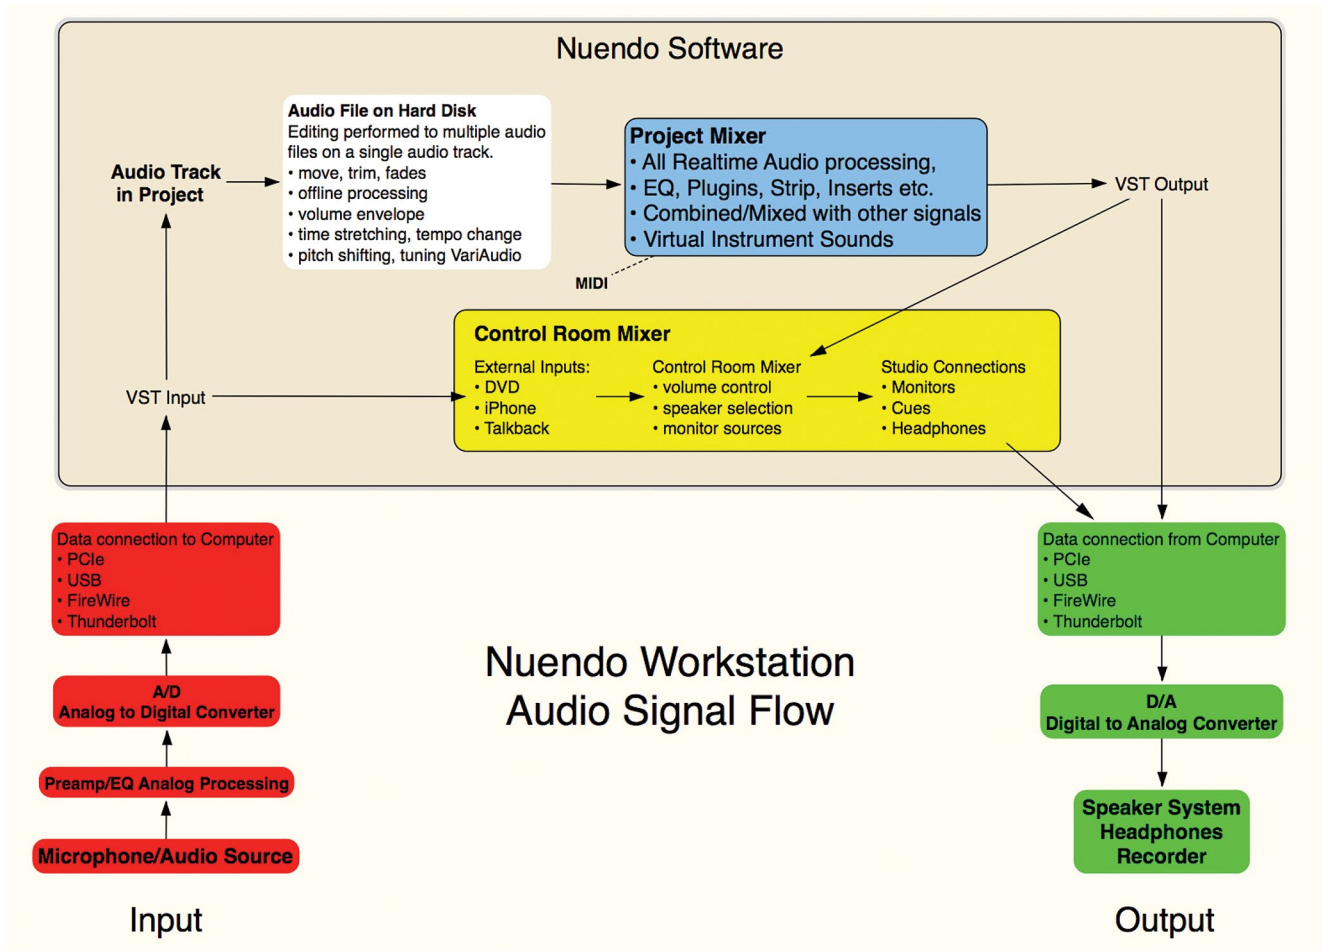 Nuendo Software
Audio File on Hard Disk
Editing performed to multiple audio
files on a single audio track.
• move, trim, fades
• offline processing
• volume envelope
• time stretching, tempo change
• pitch shifting, tuning VariAudio
Audio Track
in Project
Project Mixer
• All Realtime Audio processing,
• EQ, Plugins, Strip, Inserts etc.
• Combined/Mixed with other signals
• Virtual Instrument Sounds
VST Output
MIDI
Control Room Mixer
External Inputs:
• DVD
• iPhone
• Talkback
Control Room Mixer
• volume control
• speaker selection
• monitor sources
Studio Connections
• Monitors
• Cues
• Headphones
VST Input
Data connection to Computer
• PCIe
• USB
• FireWire
• Thunderbolt
A/D
Analog to Digital Converter
Preamp/EQ Analog Processing
Microphone/Audio Source
Input
Nuendo Workstation
Audio Signal Flow
Data connection from Computer
• PCIe
• USB
• FireWire
• Thunderbolt
D/A
Digital to Analog Converter
Speaker System
Headphones
Recorder
Output